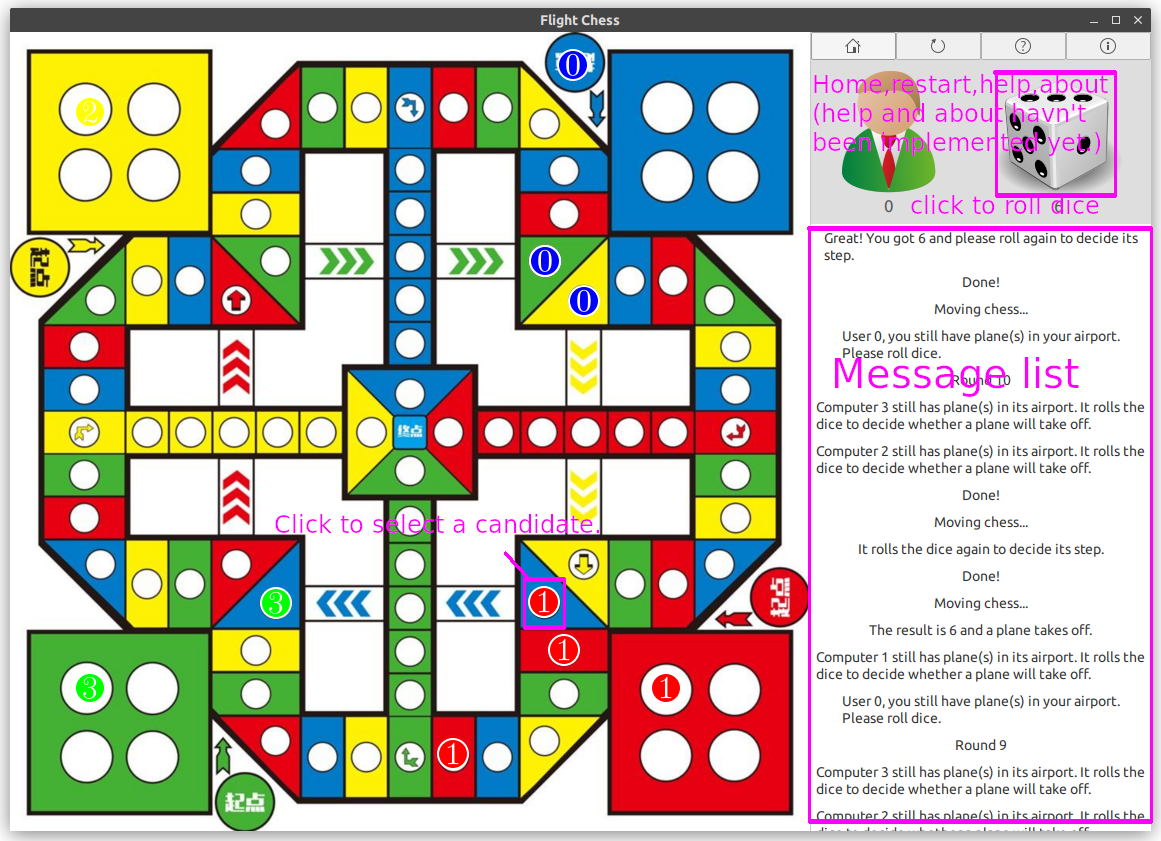 Flight Chess
Home,restart,help,about
(help and about havn't
been implemented yet.)
0
click to roll dice
6
0
2
起点
0
0
Great! You got 6 and please roll again to decide its
step.
Done!
Moving chess...
User 0, you still have plane(s) in your airport.
Please roll dice.
Message list
Round 10
Computer 3 still has plane(s) in its airport. It rolls the
dice to decide whether a plane will take off.
Computer 2 still has plane(s) in its airport. It rolls the
dice to decide whether a plane will take off.
Done!
Moving chess...
It rolls the dice again to decide its step.
Done!
Moving chess...
The result is 6 and a plane takes off.
Computer 1 still has plane(s) in its airport. It rolls the
dice to decide whether a plane will take off.
User 0, you still have plane(s) in your airport.
Please roll dice.
Round 9
Computer 3 still has plane(s) in its airport. It rolls the
dice to decide whether a plane will take off.
Computer 2 still has plane(s) in its airport. It rolls the
dice to decide whether a plane will take off.
终点
Click to select a candidate.
3
1
起点
1
3
1
1
起点